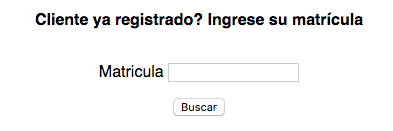 Cliente ya registrado? Ingrese su matrícula
Matricula
Buscar